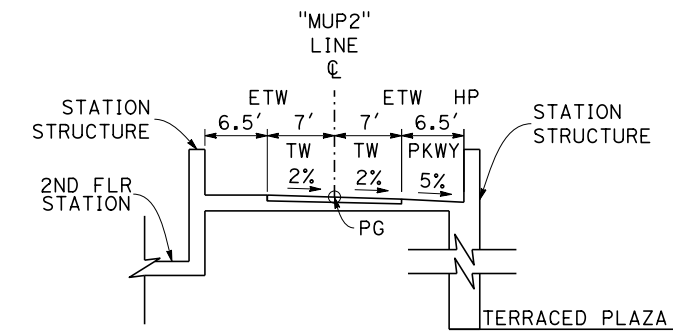 "MUP2"
LINE
℄
ETW
ETW
HP
STATION
STRUCTURE
6.5'
7'
7'
6.5'
STATION
STRUCTURE
TW
TW
PKWY
2%
2%
5%
2ND FLR
STATION
PG
TERRACED PLAZA